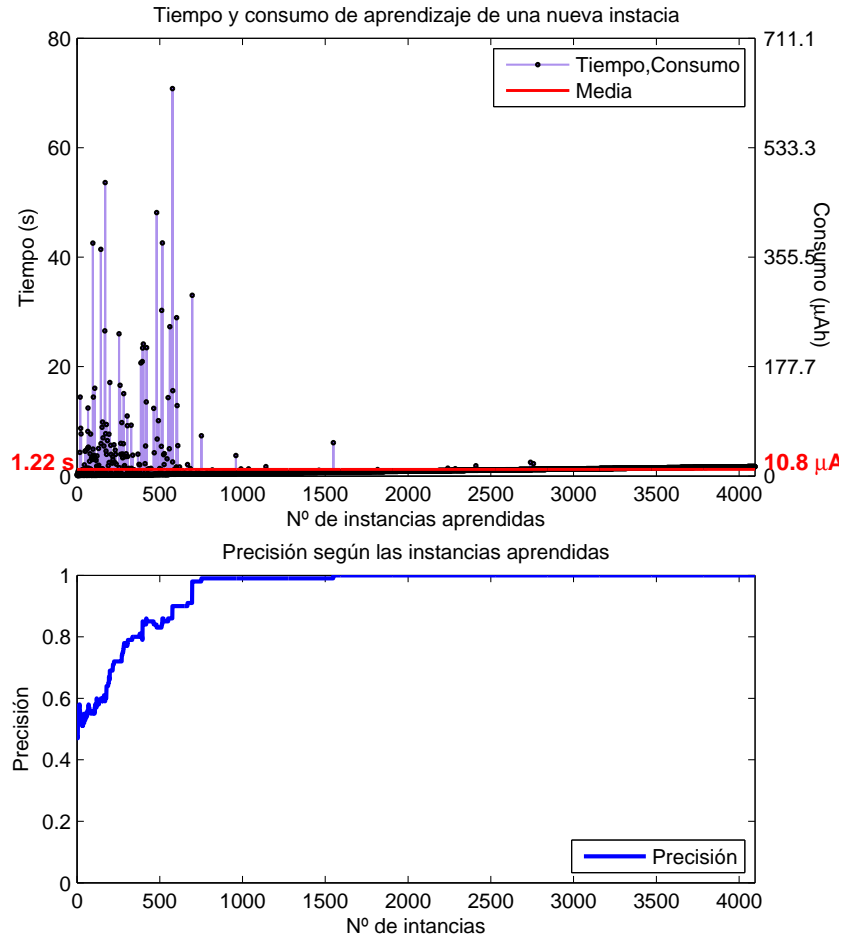 Tiempo y consumo de aprendizaje de una nueva instacia
80
60
40
20
0
Tiempo (s)
711.1
533.3
355.5
177.7
0
Consumo (µAh)
Tiempo,Consumo
Media
1.22 s
10.8 µA
0 500 1000 1500 2000 2500 3000 3500 4000
Nº de instancias aprendidas
Precisión según las instancias aprendidas
1
0.8
0.6
0.4
0.2
0
Precisión
Precisión
0 500 1000 1500 2000 2500 3000 3500 4000
Nº de intancias